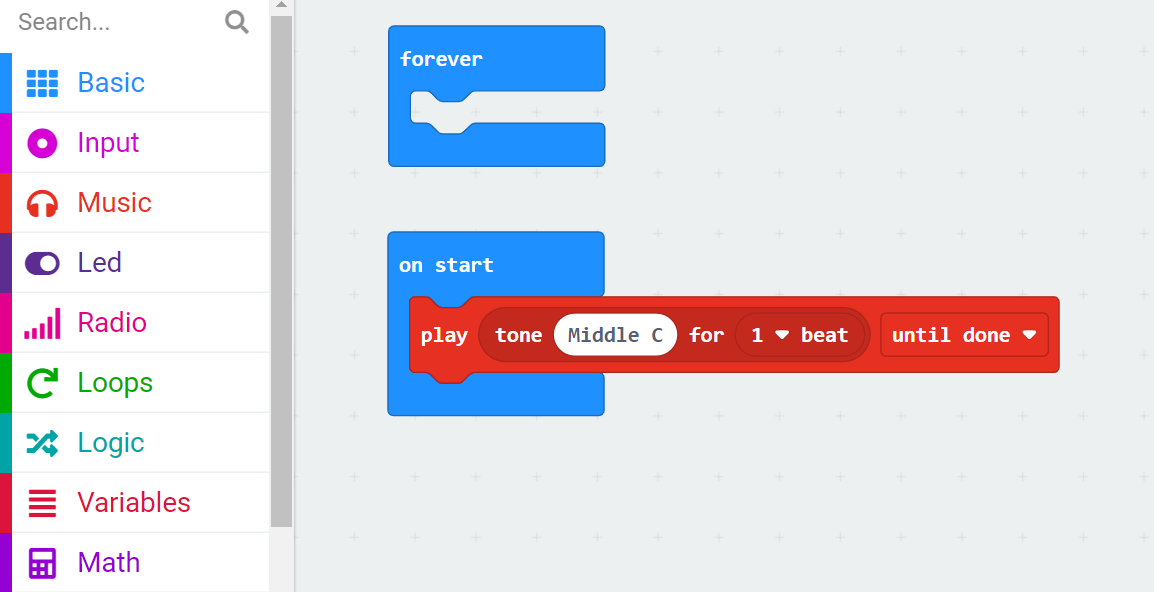 Search...
Basic
Input
Music
Led
Radio
Loops
Logic
Variables
Math
forever
on start
play tone Middle C for 1 beat until done